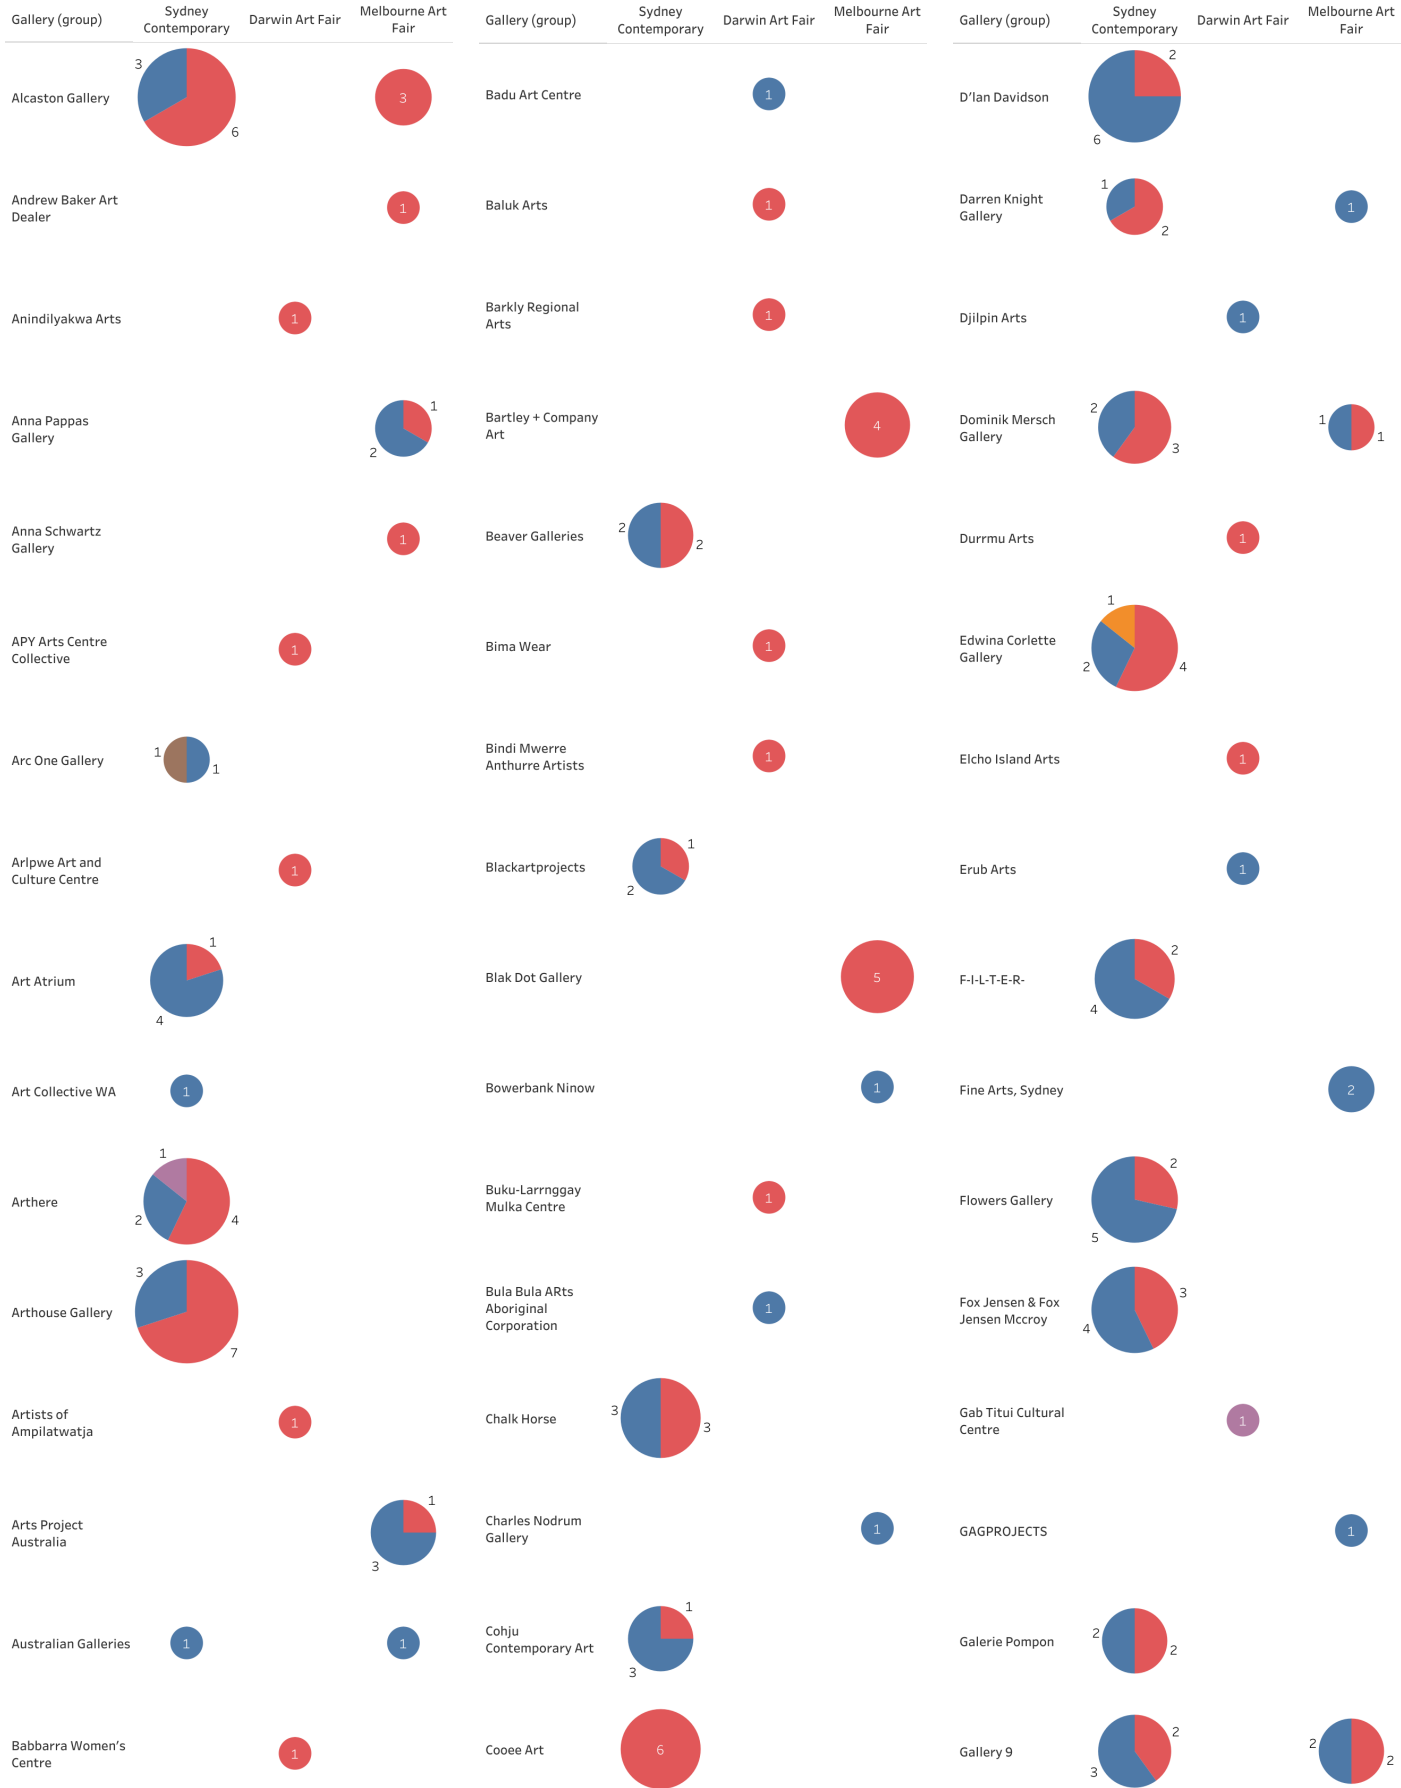 Gallery (group)
Sydney
Contemporary
Darwin Art Fair
Melbourne Art
Fair
Alcaston Gallery
3
6
3
Andrew Baker Art
Dealer
1
Anindilyakwa Arts
1
Anna Pappas
Gallery
1
2
Anna Schwartz
Gallery
1
APY Arts Centre
Collective
1
Arc One Gallery
1
1
Arlpwe Art and
Culture Centre
1
Art Atrium
1
4
Art Collective WA
1
Arthere
1
2
4
Arthouse Gallery
3
7
Artists of
Ampilatwatja
1
Arts Project
Australia
1
3
Australian Galleries
1
1
Babbarra Women's
Centre
1
Gallery (group)
Sydney
Contemporary
Darwin Art Fair
Melbourne Art
Fair
Badu Art Centre
1
Baluk Arts
1
Barkly Regional
Arts
1
Bartley + Company
Art
4
Beaver Galleries
2
2
Bima Wear
1
Bindi Mwerre
Anthurre Artists
1
Blackartprojects
1
2
Blak Dot Gallery
5
Bowerbank Ninow
1
Buku-Larrnggay
Mulka Centre
1
Bula Bula ARts
Aboriginal
Corporation
1
Chalk Horse
3
3
Charles Nodrum
Gallery
1
Cohju
Contemporary Art
1
3
Cooee Art
6
Gallery (group)
Sydney
Contemporary
Darwin Art Fair
Melbourne Art
Fair
D'lan Davidson
2
6
Darren Knight
Gallery
1
2
1
Djilpin Arts
1
Dominik Mersch
Gallery
2
3
1
1
Durrmu Arts
1
Edwina Corlette
Gallery
1
2
4
Elcho Island Arts
1
Erub Arts
1
F-I-L-T-E-R-
2
4
Fine Arts, Sydney
2
Flowers Gallery
2
5
Fox Jensen & Fox
Jensen Mccroy
3
4
Gab Titui Cultural
Centre
1
GAGPROJECTS
1
Galerie Pompon
2
2
Gallery 9
2
3
2
2